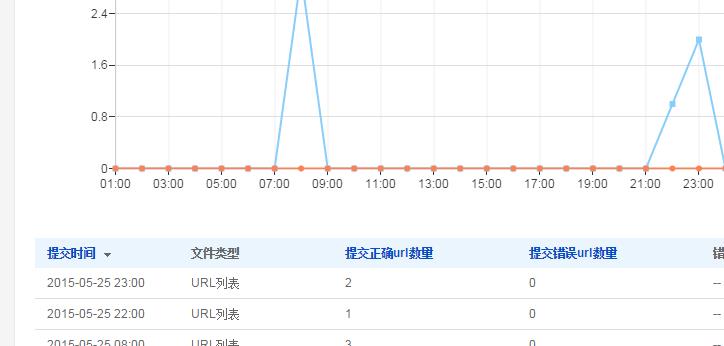 2.4
1.6
0.8
0
01:00 03:00 05:00 07:00 09:00 11:00 13:00 15:00 17:00 19:00 21:00 23:00
提交时间 文件类型 提交正确url数量 提交错误url数量 错
2015-05-25 23:00 URL列表 2 0 --
2015-05-25 22:00 URL列表 1 0 --
2015-05-25 08:00 URL列表 3 0 --